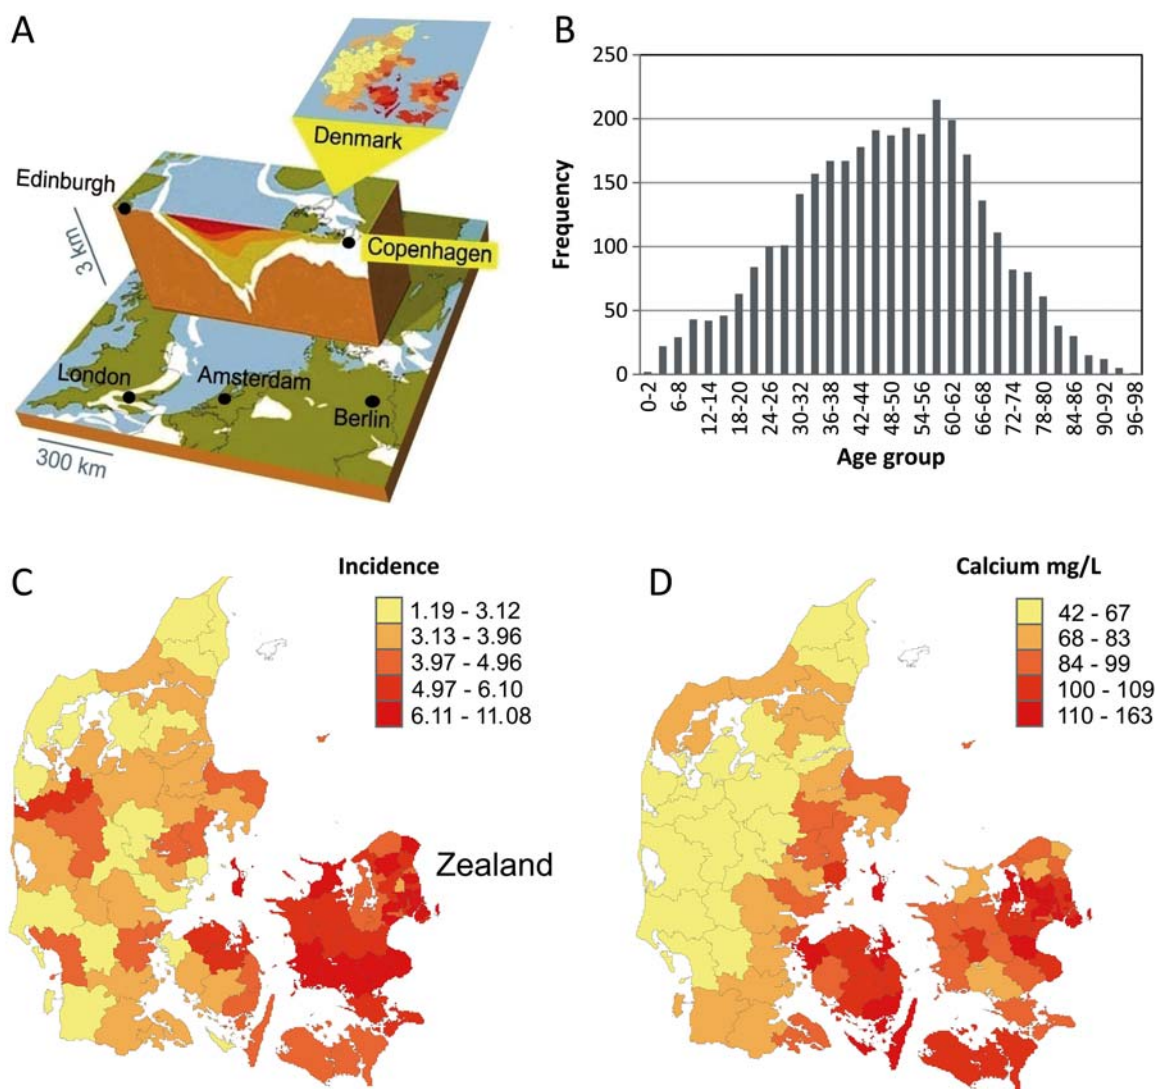 A
Denmark
Edinburgh
3 km
Copenhagen
London
Amsterdam
Berlin
300 km
B
Frequency
250
200
150
100
50
0
0-2
6-8
12-14
18-20
24-26
30-32
36-38
42-44
48-50
54-56
60-62
66-68
72-74
78-80
84-86
90-92
96-98
Age group
C
Incidence
1.19 - 3.12
3.13 - 3.96
3.97 - 4.96
4.97 - 6.10
6.11 - 11.08
Zealand
D
Calcium mg/L
42 - 67
68 - 83
84 - 99
100 - 109
110 - 163